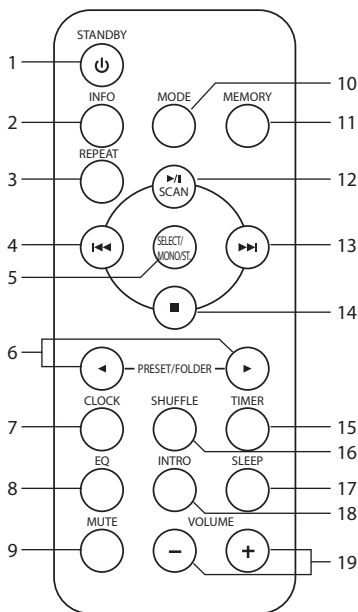 STANDBY
1
INFO
MODE
MEMORY
10
2
11
REPEAT
3
SCAN
12
4
SELECT/
MONO/ST.
13
5
14
6
PRESET/FOLDER
CLOCK
SHUFFLE
TIMER
7
15
16
EQ
INTRO
SLEEP
8
17
18
MUTE
VOLUME
9
− +
19